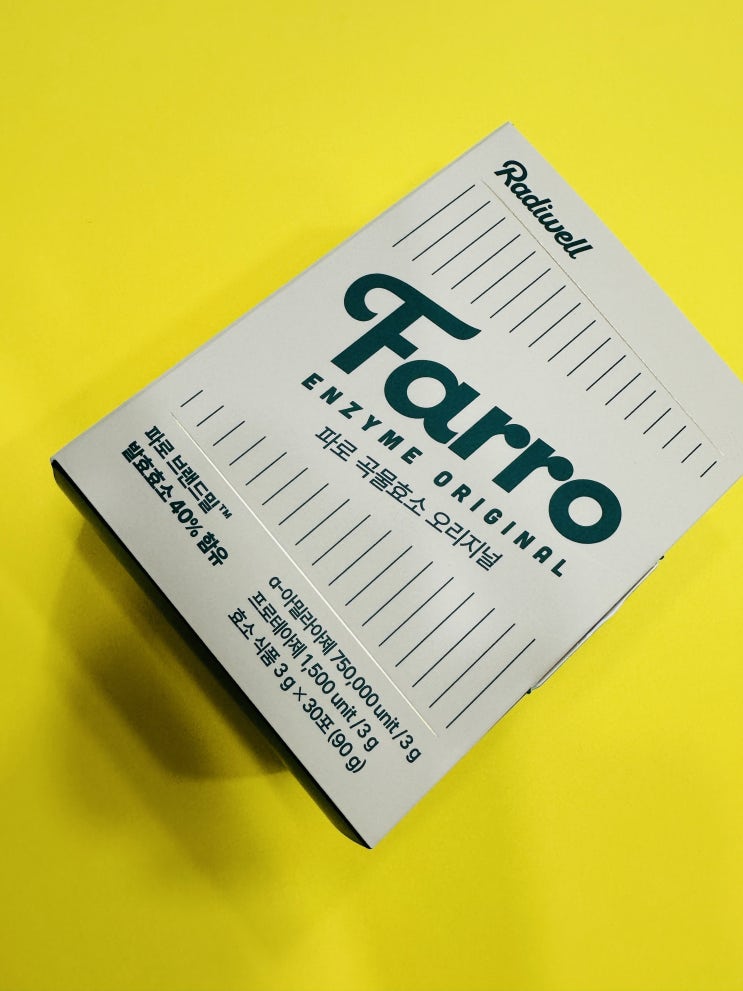 Radiwell
Farro
ENZYME ORIGINAL
파로 곡물효소 오리지널
파로 브랜드밀™
발효효소 40% 함유
α-아밀라아제 750,000 unit / 3 g
프로테아제 1,500 unit / 3 g
효소 식품 3 g × 30포 (90 g)